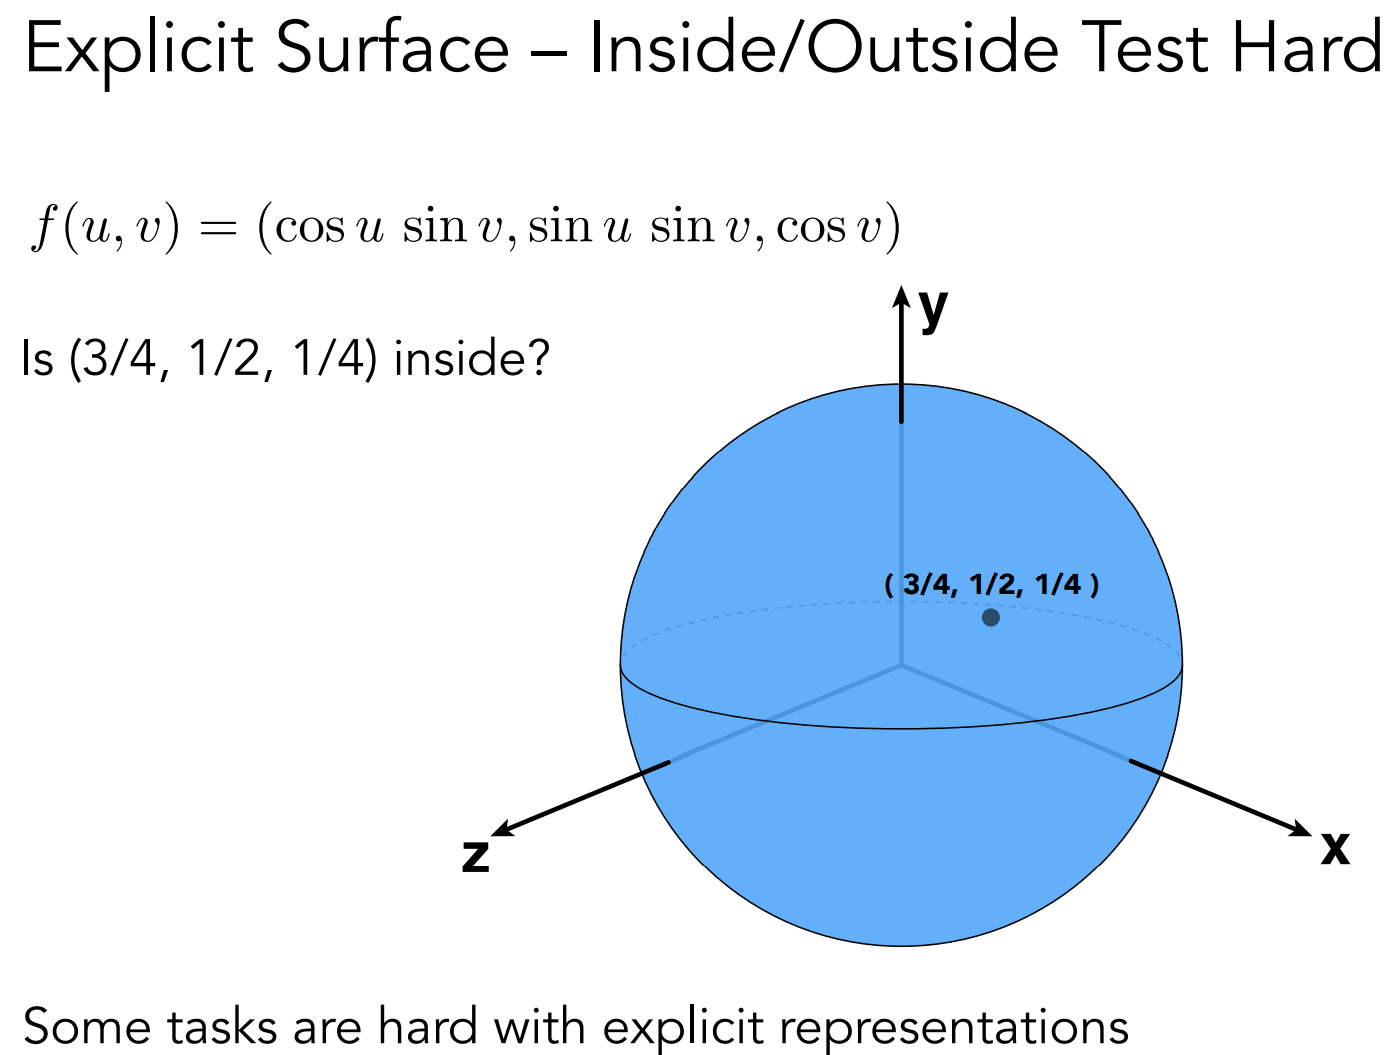 Explicit Surface – Inside/Outside Test Hard
f(u, v) = (cos u sin v, sin u sin v, cos v)
Is (3/4, 1/2, 1/4) inside?
y
( 3/4, 1/2, 1/4 )
z
x
Some tasks are hard with explicit representations